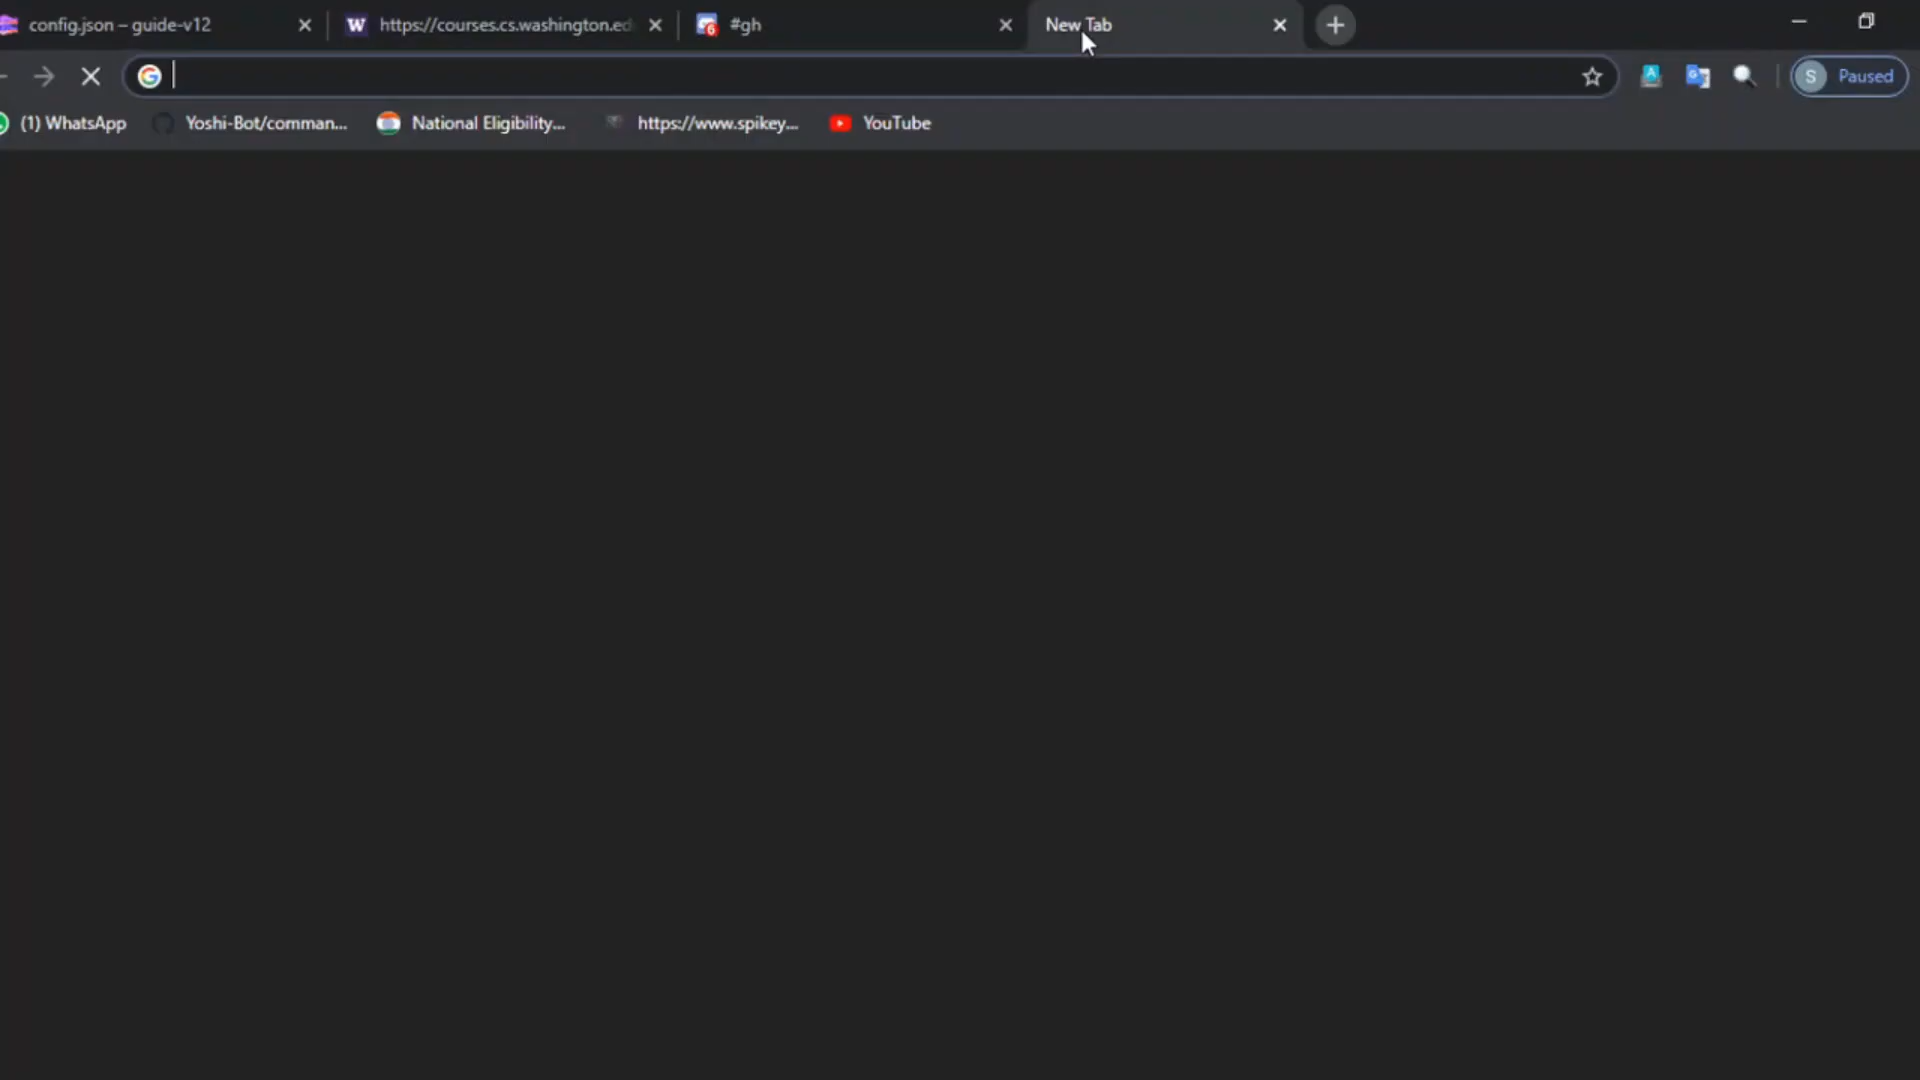 config.json – guide-v12 https://courses.cs.washington.ed #gh New Tab
S Paused
(1) WhatsApp Yoshi-Bot/comman... National Eligibility... https://www.spikey... YouTube